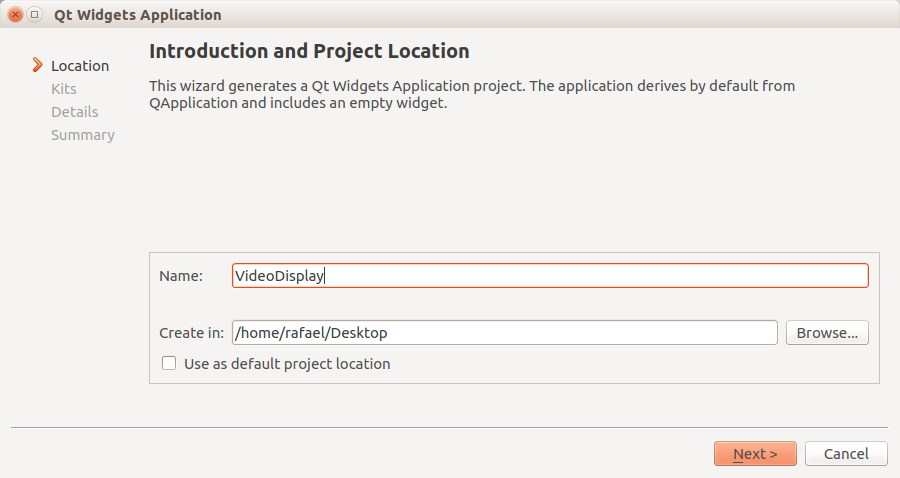 Qt Widgets Application
Location
Kits
Details
Summary
Introduction and Project Location
This wizard generates a Qt Widgets Application project. The application derives by default from
QApplication and includes an empty widget.
Name: VideoDisplay
Create in: /home/rafael/Desktop Browse...
Use as default project location
Next > Cancel